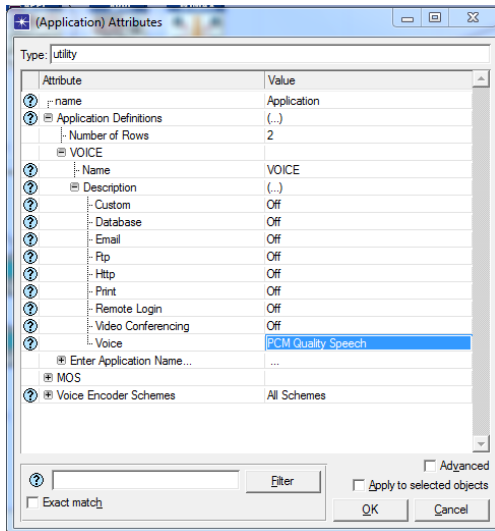 (Application) Attributes
Type: utility
Attribute Value
name Application
Application Definitions (...)
Number of Rows 2
VOICE
Name VOICE
Description (...)
Custom Off
Database Off
Email Off
Ftp Off
Http Off
Print Off
Remote Login Off
Video Conferencing Off
Voice PCM Quality Speech
Enter Application Name... ...
MOS
Voice Encoder Schemes All Schemes
Advanced
Filter
Apply to selected objects
Exact match
OK Cancel